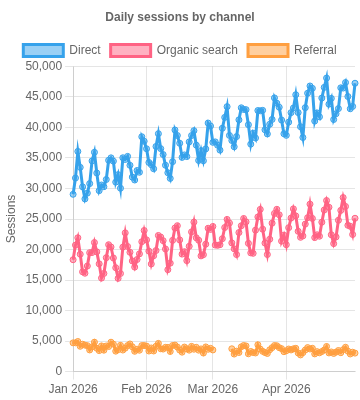 Daily sessions by channel
Direct Organic search Referral
50,000
45,000
40,000
35,000
30,000
25,000
20,000
15,000
10,000
5,000
0
Sessions
Jan 2026 Feb 2026 Mar 2026 Apr 2026